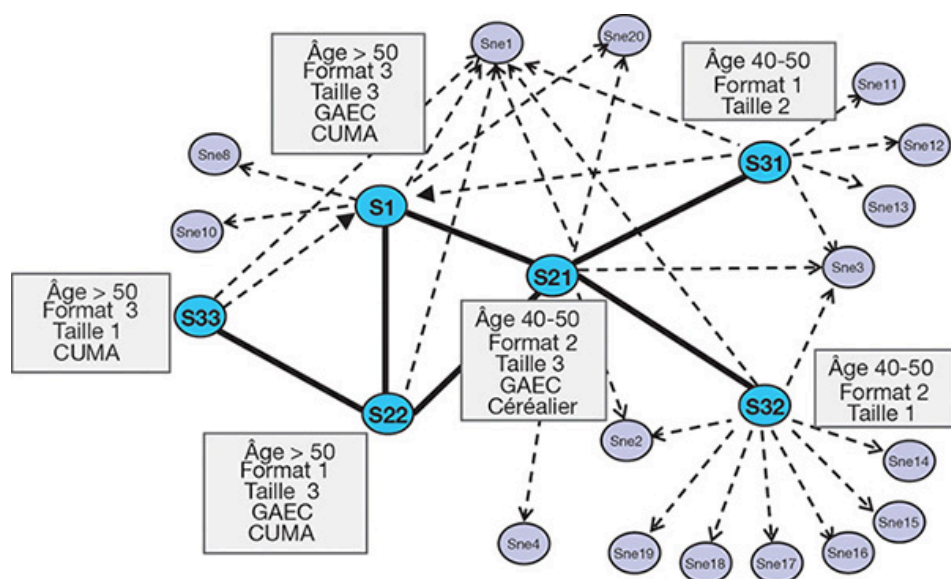 Sne1
Sne20
Âge > 50
Format 3
Taille 3
GAEC
CUMA
Âge 40-50
Format 1
Taille 2
Sne11
Sne12
Sne8
S31
S1
Sne13
Sne10
Sne3
S21
Âge > 50
Format 3
Taille 1
CUMA
S33
Âge 40-50
Format 2
Taille 3
GAEC
Céréalier
Âge 40-50
Format 2
Taille 1
S32
S22
Âge > 50
Format 1
Taille 3
GAEC
CUMA
Sne2
Sne14
Sne15
Sne4
Sne19
Sne18
Sne17
Sne16